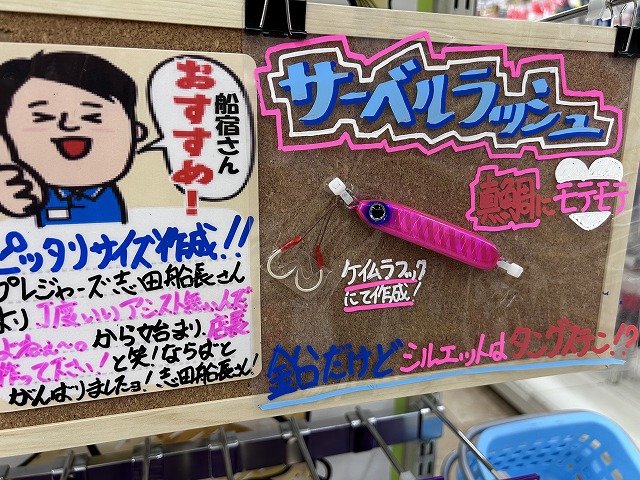 船宿さん
おすすめ!
ピッタリサイズ作成!!
プレジャーズ志田船長さん
より丁度いいアシスト無いんだ
よねぇ〜。から始まり、店長
作って下さい!と笑!ならばと
がんばりましたョ!志田船長さん!
サーベルラッシュ
真鯛にモテモテ
ケイムラフック
にて作成!
鉛だけどシルエットはタングステン!?